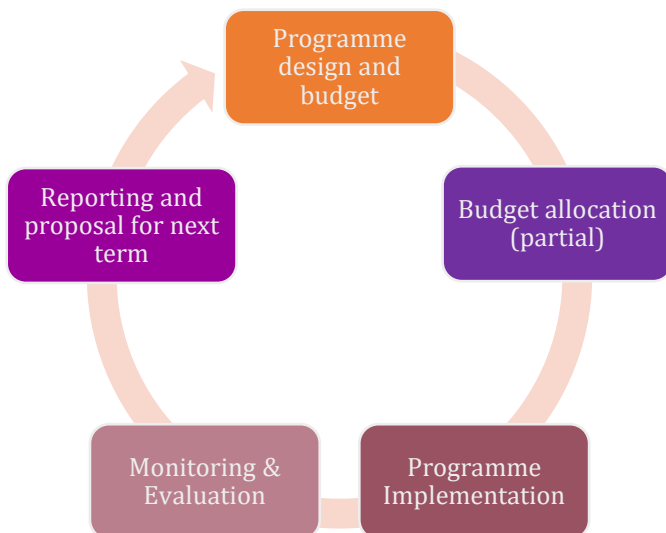 Programme
design and
budget
Budget allocation
(partial)
Programme
Implementation
Monitoring &
Evaluation
Reporting and
proposal for next
term